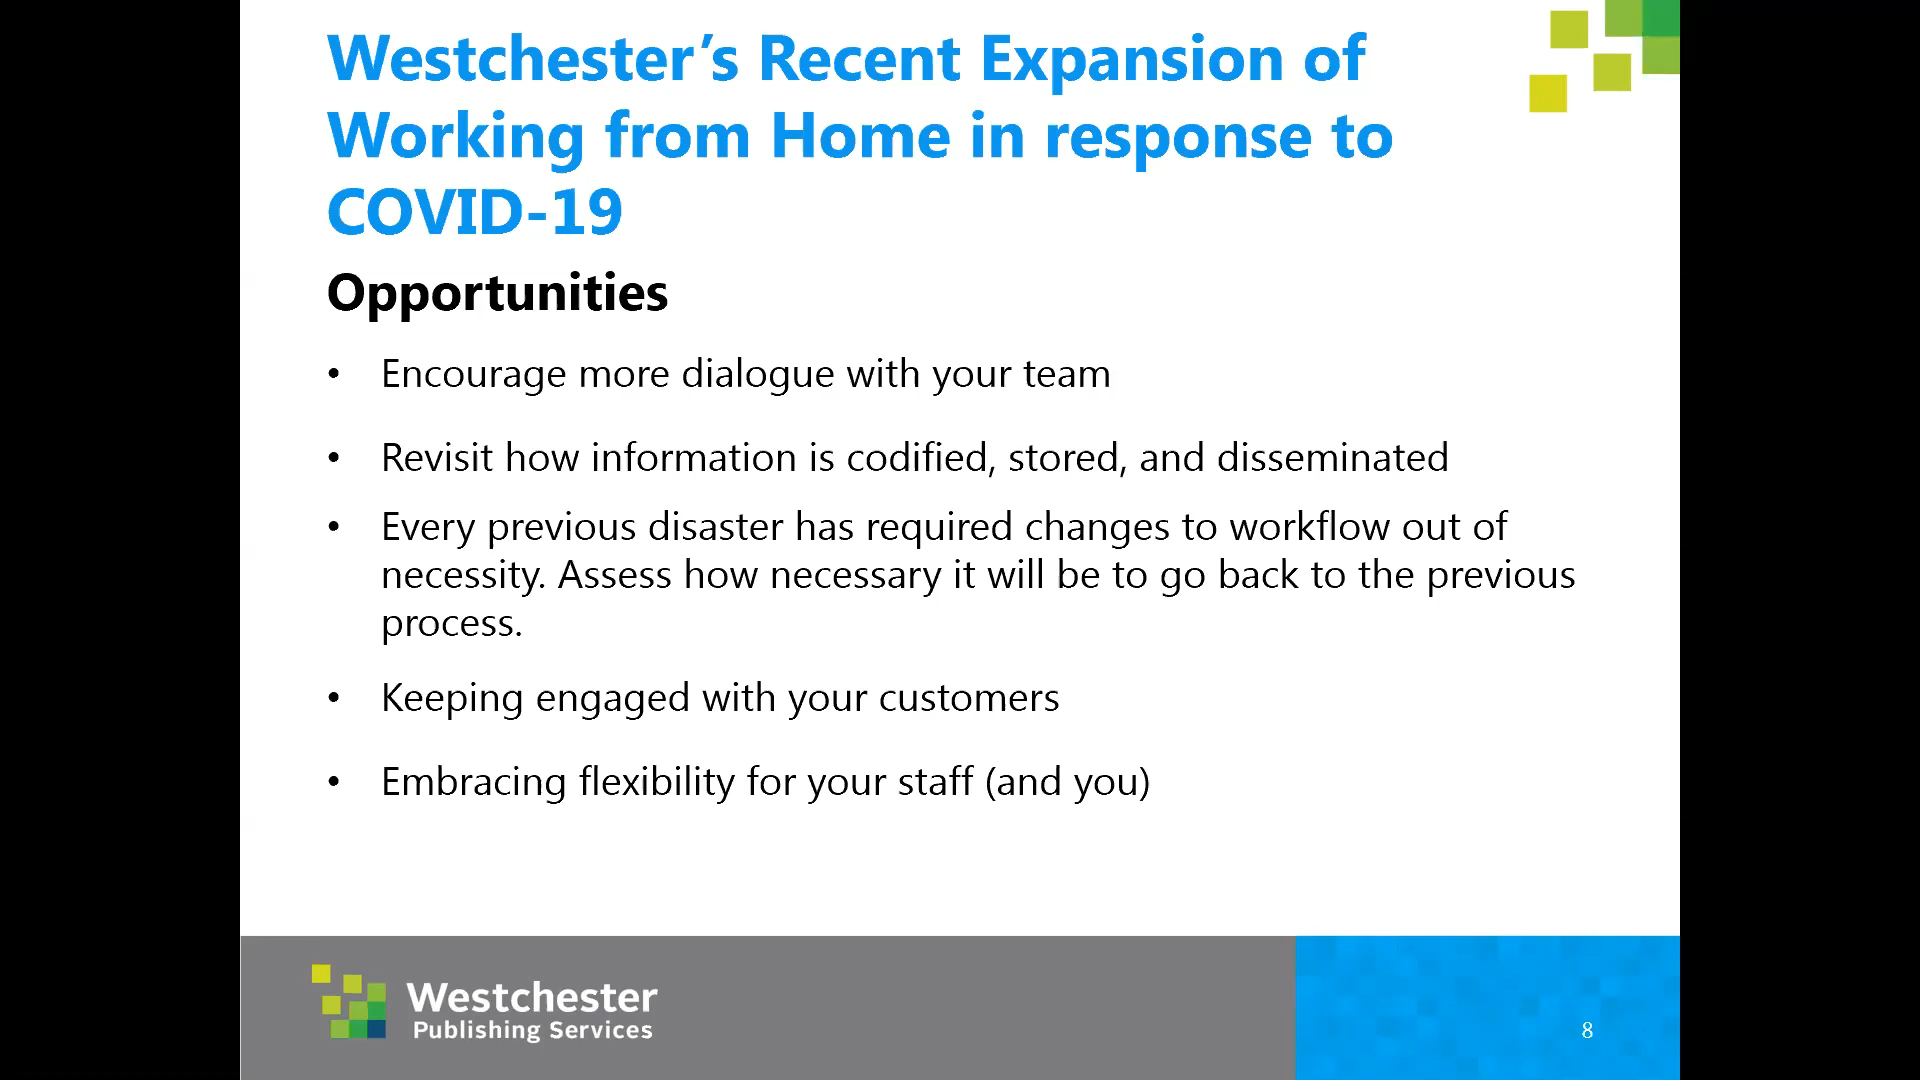 Westchester’s Recent Expansion of
Working from Home in response to
COVID-19
Opportunities
• Encourage more dialogue with your team
• Revisit how information is codified, stored, and disseminated
• Every previous disaster has required changes to workflow out of
necessity. Assess how necessary it will be to go back to the previous
process.
• Keeping engaged with your customers
• Embracing flexibility for your staff (and you)
Westchester
Publishing Services
8